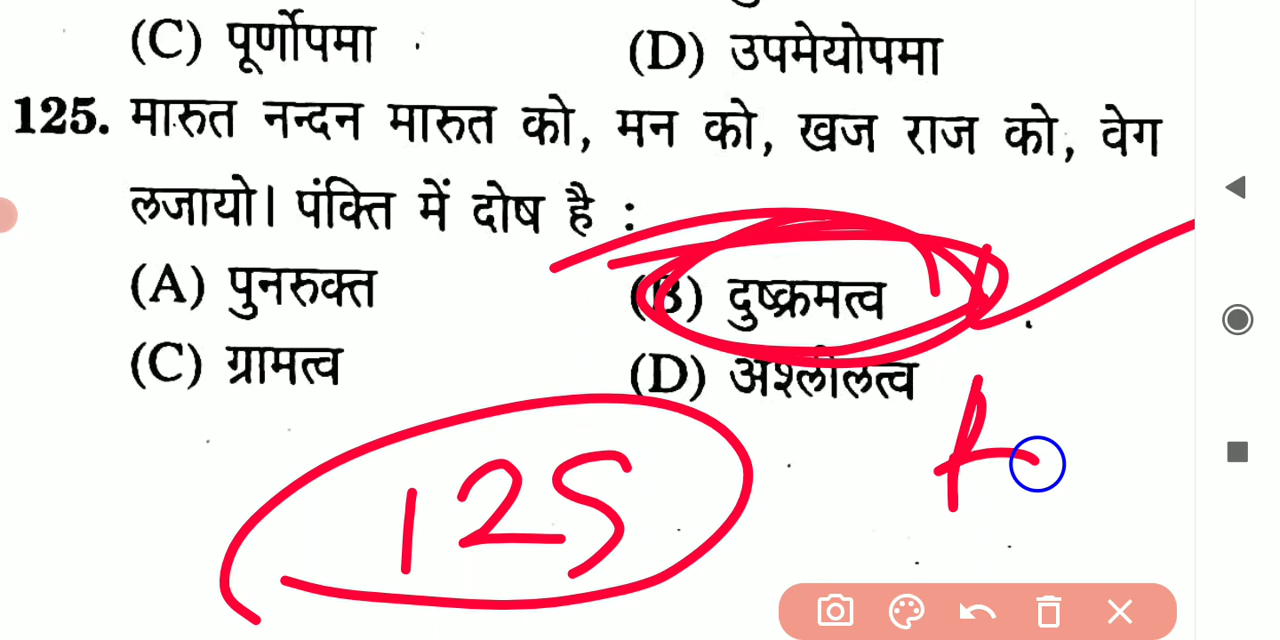 (C) पूर्णोपमा (D) उपमेयोपमा
125. मारुत नन्दन मारुत को, मन को, खज राज को, वेग
लजायो। पंक्ति में दोष है :
(A) पुनरुक्त (B) दुष्क्रमत्व
(C) ग्रामत्व (D) अश्लीलत्व
125